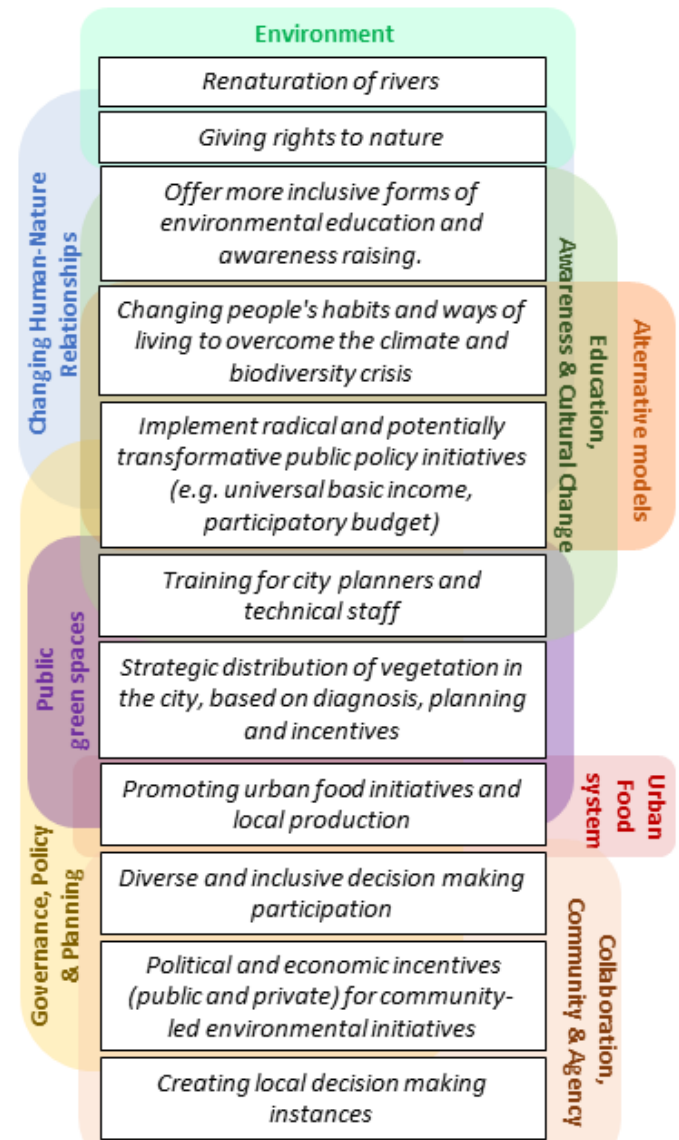 Environment
Renaturation of rivers
Giving rights to nature
Offer more inclusive forms of
environmental education and
awareness raising.
Changing people's habits and ways of
living to overcome the climate and
biodiversity crisis
Implement radical and potentially
transformative public policy initiatives
(e.g. universal basic income,
participatory budget)
Training for city planners and
technical staff
Strategic distribution of vegetation in
the city, based on diagnosis, planning
and incentives
Promoting urban food initiatives and
local production
Diverse and inclusive decision making
participation
Political and economic incentives
(public and private) for community-
led environmental initiatives
Creating local decision making
instances
Changing Human-Nature
Relationships
Public
green spaces
Governance, Policy
& Planning
Education,
Awareness & Cultural Change
Alternative models
Urban
Food
system
Collaboration,
Community & Agency